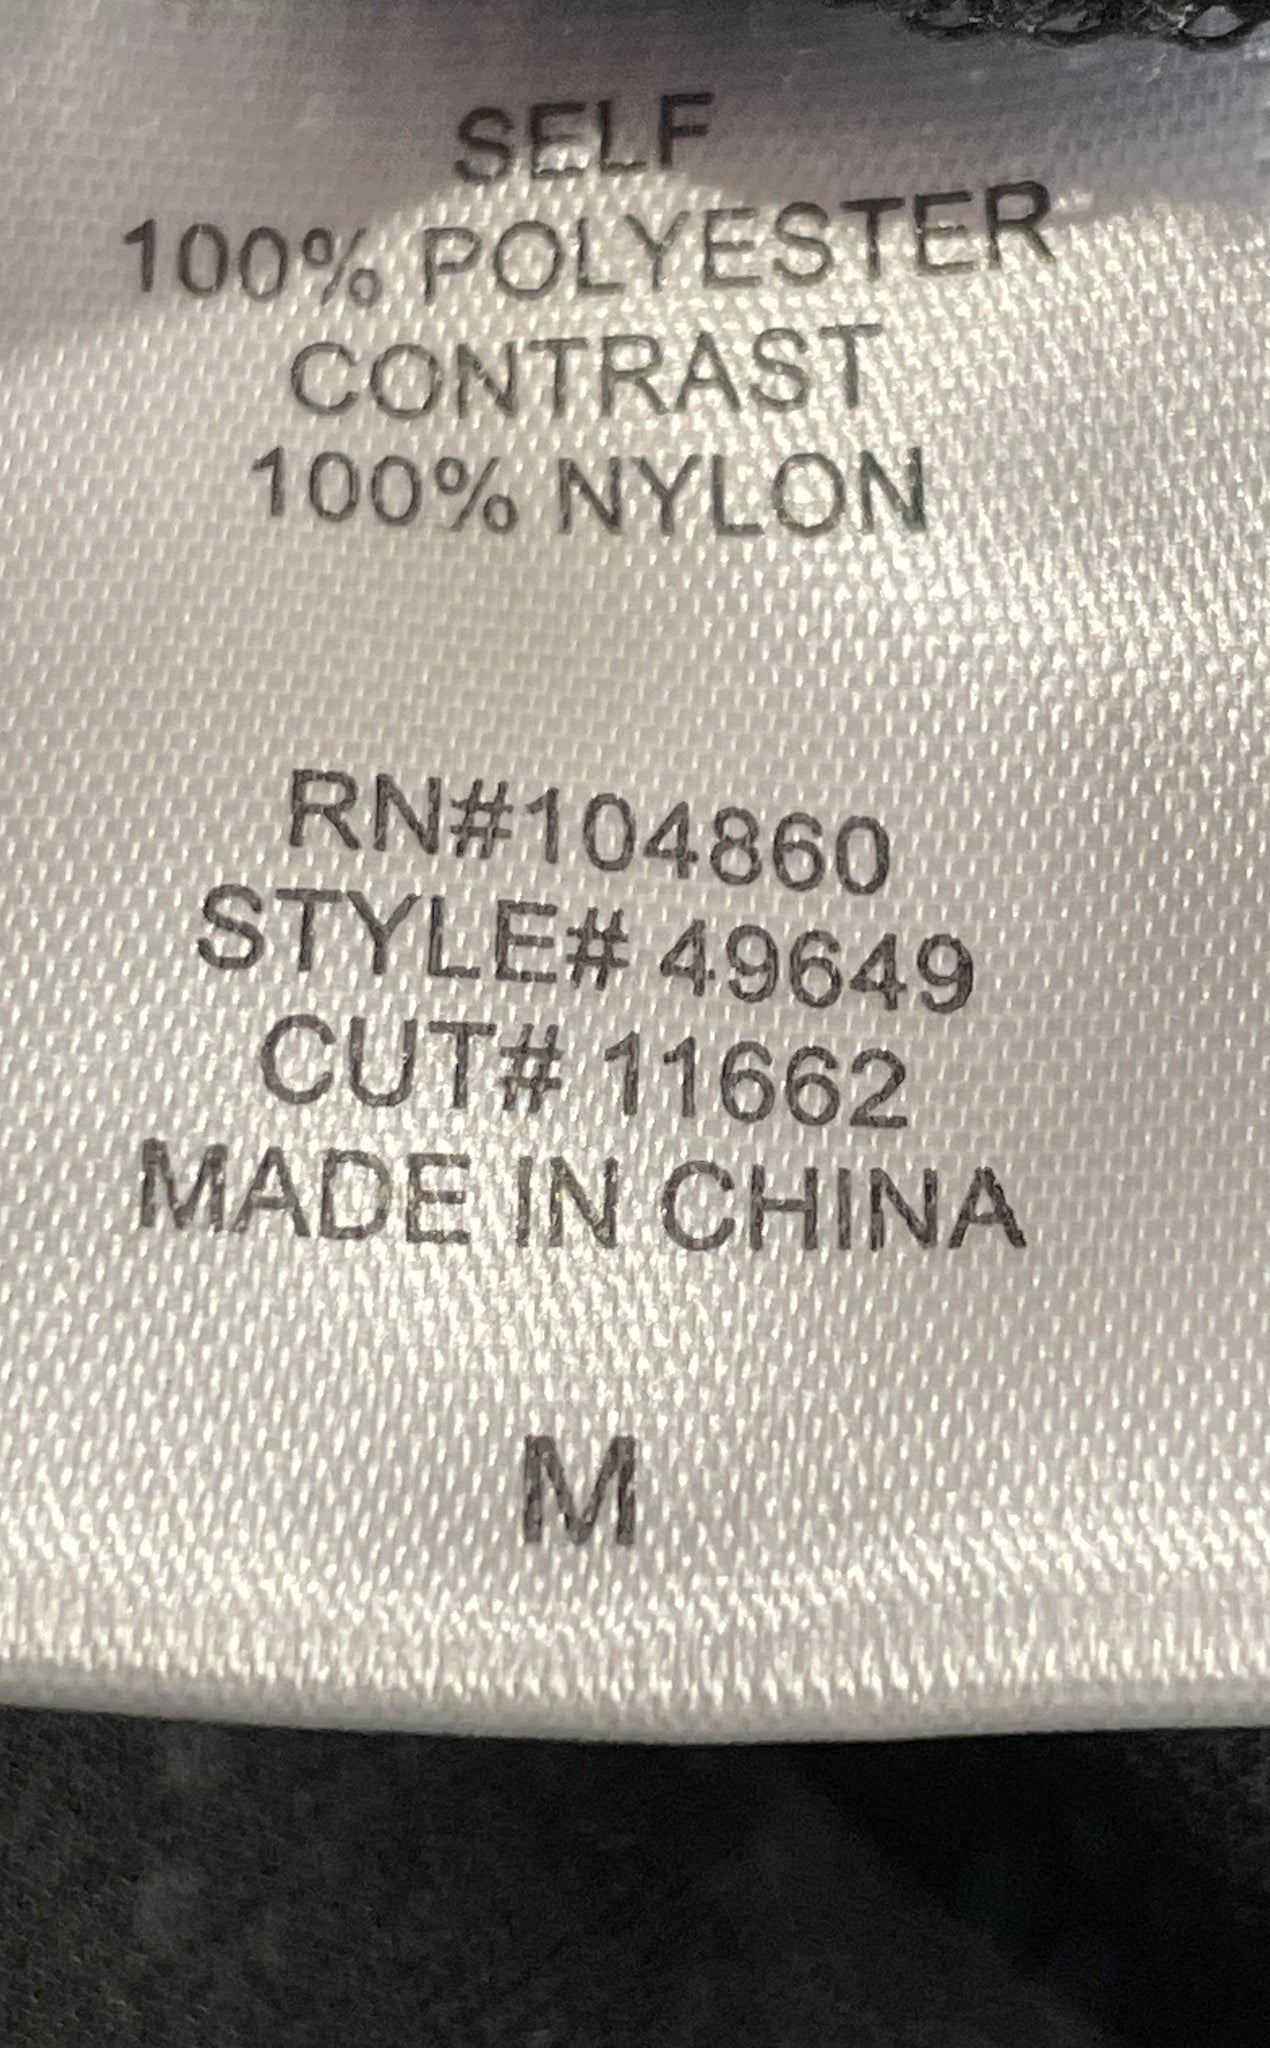 SELF
100% POLYESTER
CONTRAST
100% NYLON
RN#104860
STYLE# 49649
CUT# 11662
MADE IN CHINA
M